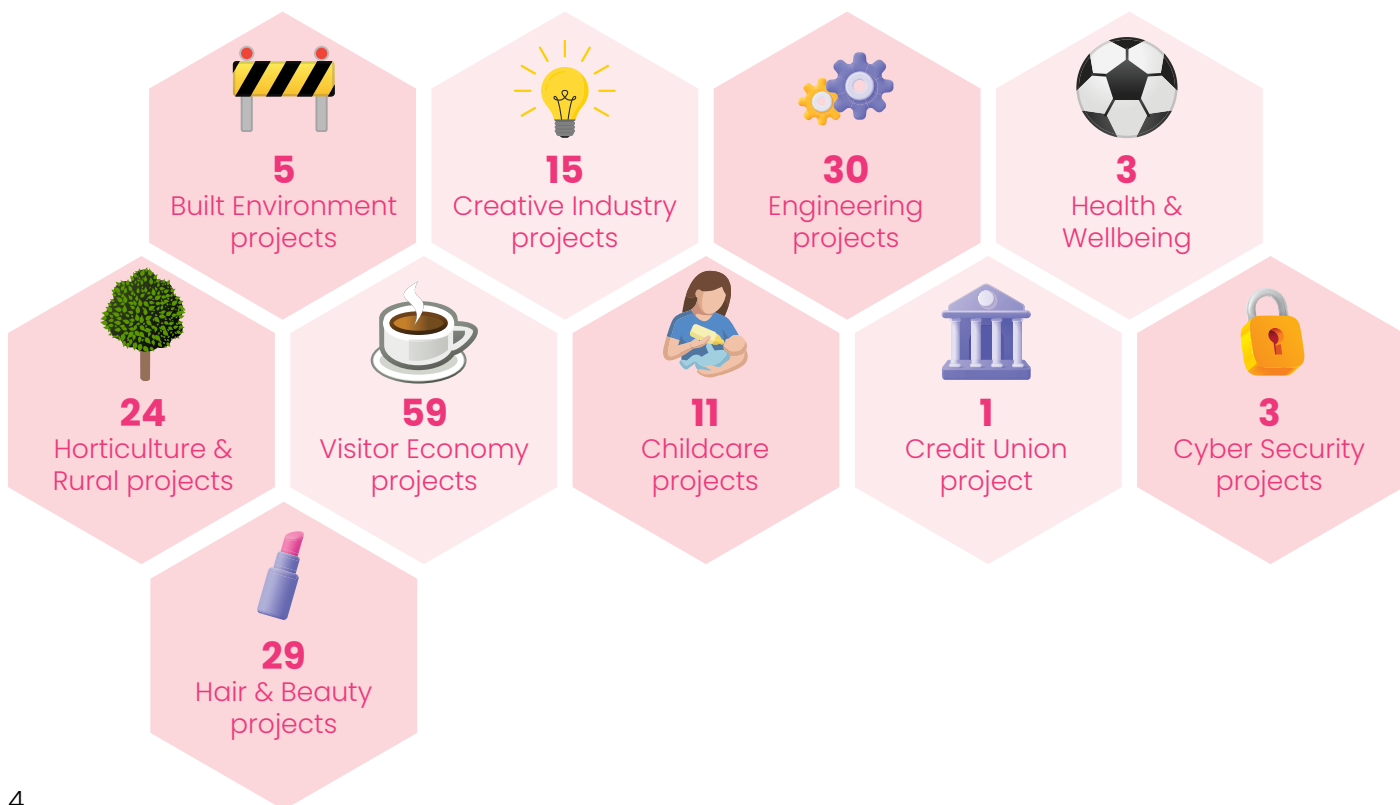 5
Built Environment
projects
15
Creative Industry
projects
30
Engineering
projects
3
Health &
Wellbeing
24
Horticulture &
Rural projects
59
Visitor Economy
projects
11
Childcare
projects
1
Credit Union
project
3
Cyber Security
projects
29
Hair & Beauty
projects
4